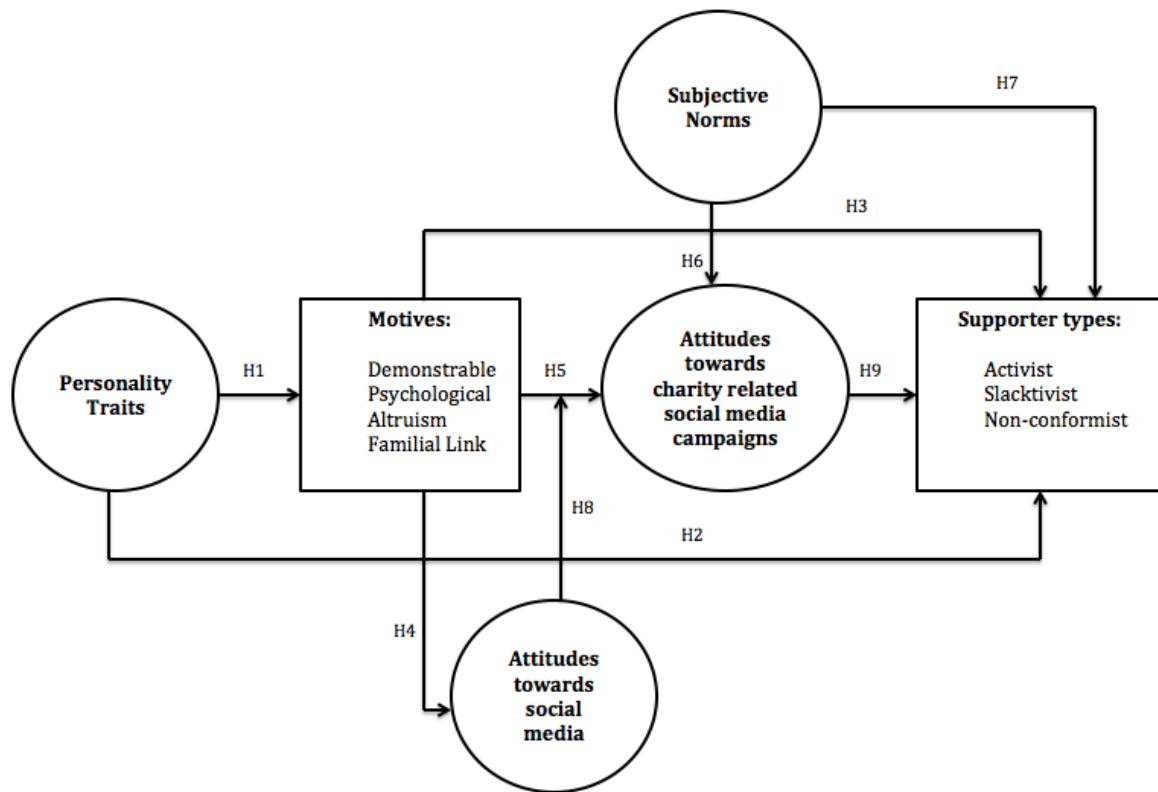 Subjective
Norms
H7
H3
H6
Personality
Traits
H1
Motives:
Demonstrable
Psychological
Altruism
Familial Link
H5
Attitudes
towards
charity related
social media
campaigns
H9
Supporter types:
Activist
Slacktivist
Non-conformist
H8
H2
H4
Attitudes
towards
social
media